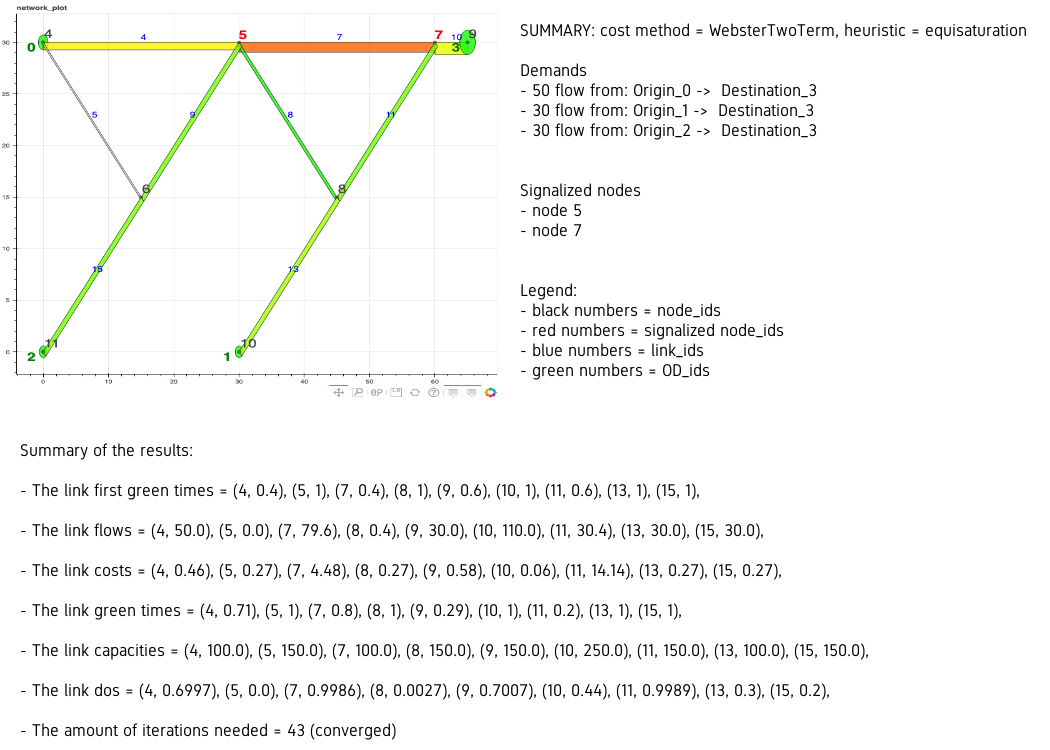 network_plot
SUMMARY: cost method = WebsterTwoTerm, heuristic = equisaturation
Demands
- 50 flow from: Origin_0 -> Destination_3
- 30 flow from: Origin_1 -> Destination_3
- 30 flow from: Origin_2 -> Destination_3
Signalized nodes
- node 5
- node 7
Legend:
- black numbers = node_ids
- red numbers = signalized node_ids
- blue numbers = link_ids
- green numbers = OD_ids
4 5 7 9
4 7 10
0 3
30
25
5 9 8 11
20
6 8
15
10
15 13
5
11 10
0
2 1
0 10 20 30 40 50 60
Summary of the results:
- The link first green times = (4, 0.4), (5, 1), (7, 0.4), (8, 1), (9, 0.6), (10, 1), (11, 0.6), (13, 1), (15, 1),
- The link flows = (4, 50.0), (5, 0.0), (7, 79.6), (8, 0.4), (9, 30.0), (10, 110.0), (11, 30.4), (13, 30.0), (15, 30.0),
- The link costs = (4, 0.46), (5, 0.27), (7, 4.48), (8, 0.27), (9, 0.58), (10, 0.06), (11, 14.14), (13, 0.27), (15, 0.27),
- The link green times = (4, 0.71), (5, 1), (7, 0.8), (8, 1), (9, 0.29), (10, 1), (11, 0.2), (13, 1), (15, 1),
- The link capacities = (4, 100.0), (5, 150.0), (7, 100.0), (8, 150.0), (9, 150.0), (10, 250.0), (11, 150.0), (13, 100.0), (15, 150.0),
- The link dos = (4, 0.6997), (5, 0.0), (7, 0.9986), (8, 0.0027), (9, 0.7007), (10, 0.44), (11, 0.9989), (13, 0.3), (15, 0.2),
- The amount of iterations needed = 43 (converged)